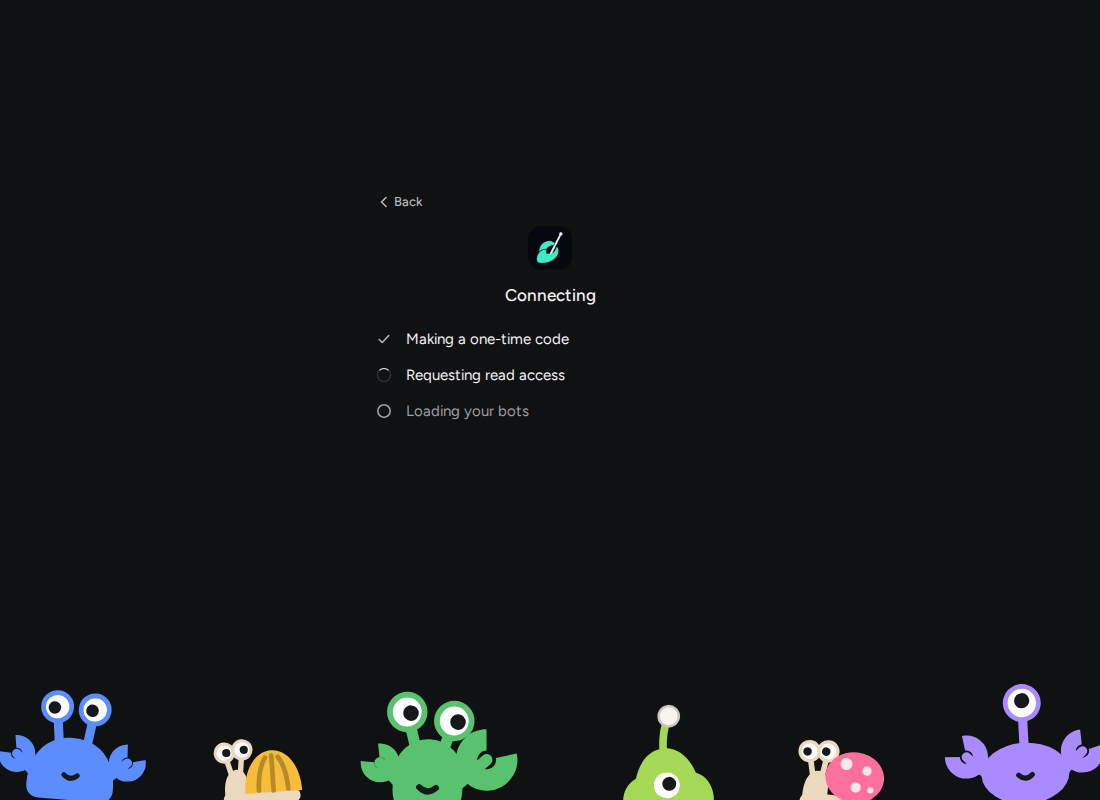 Back
Connecting
Making a one-time code
Requesting read access
Loading your bots